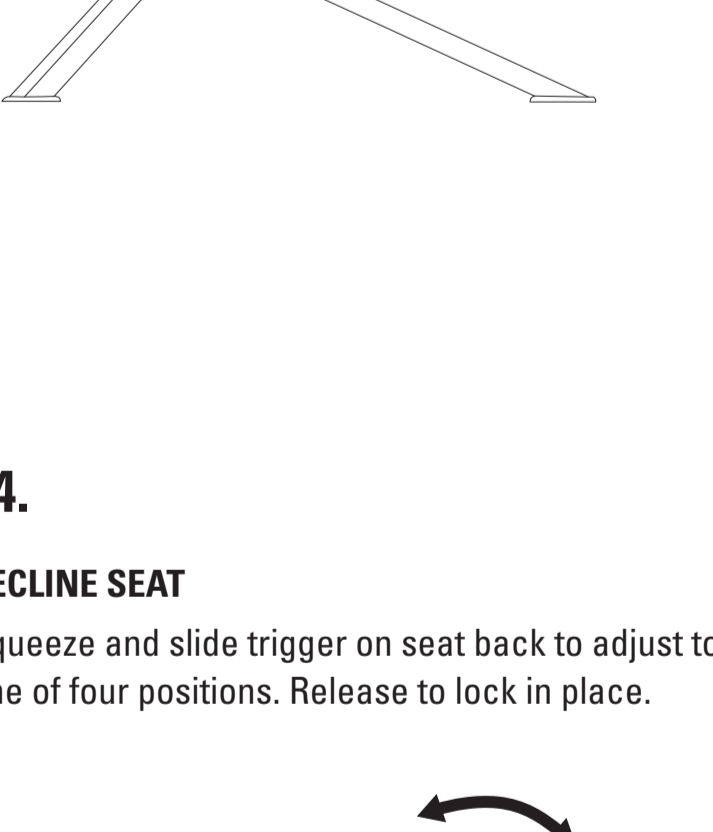 4.
ECLINE SEAT
queeze and slide trigger on seat back to adjust to
ne of four positions. Release to lock in place.